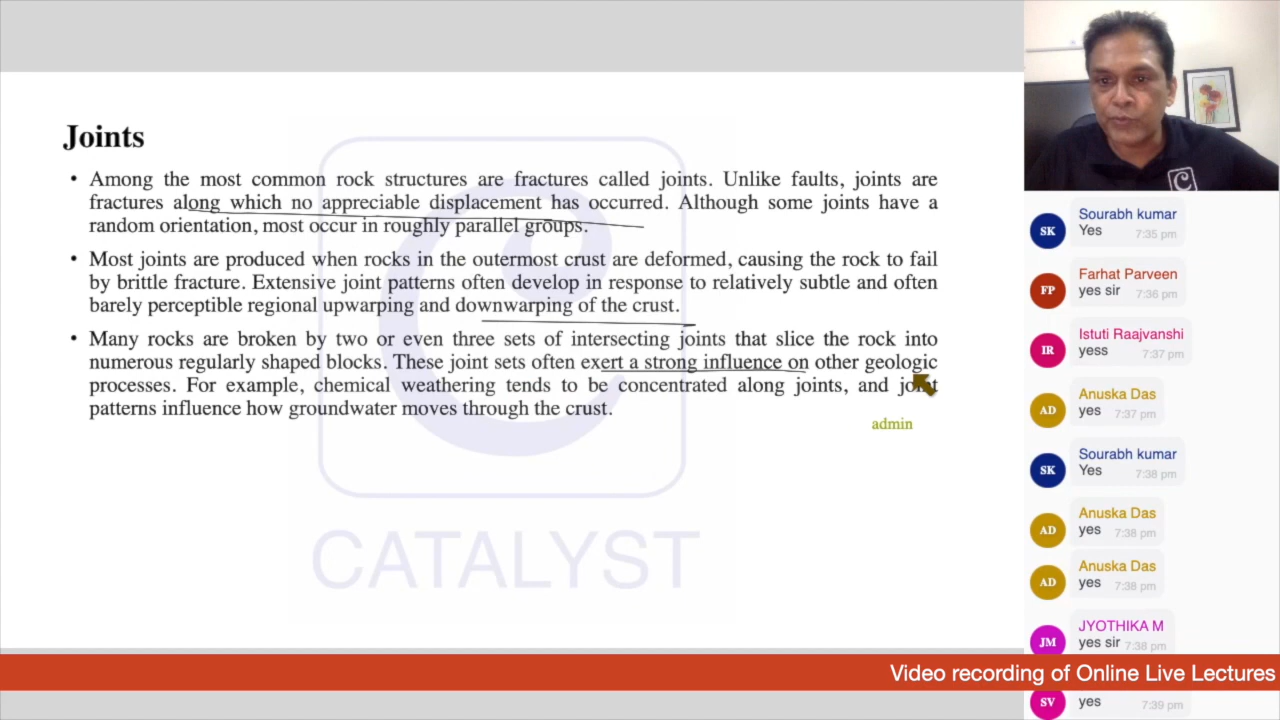 Joints
• Among the most common rock structures are fractures called joints. Unlike faults, joints are
fractures along which no appreciable displacement has occurred. Although some joints have a
random orientation, most occur in roughly parallel groups.
• Most joints are produced when rocks in the outermost crust are deformed, causing the rock to fail
by brittle fracture. Extensive joint patterns often develop in response to relatively subtle and often
barely perceptible regional upwarping and downwarping of the crust.
• Many rocks are broken by two or even three sets of intersecting joints that slice the rock into
numerous regularly shaped blocks. These joint sets often exert a strong influence on other geologic
processes. For example, chemical weathering tends to be concentrated along joints, and joint
patterns influence how groundwater moves through the crust.
admin
CATALYST
SK
Sourabh kumar
Yes 7:35 pm
FP
Farhat Parveen
yes sir 7:36 pm
IR
Istuti Raajvanshi
yess 7:37 pm
AD
Anuska Das
yes 7:37 pm
SK
Sourabh kumar
Yes 7:38 pm
AD
Anuska Das
yes 7:38 pm
AD
Anuska Das
yes 7:38 pm
JM
JYOTHIKA M
yes sir 7:38 pm
Video recording of Online Live Lectures
SV
yes 7:39 pm